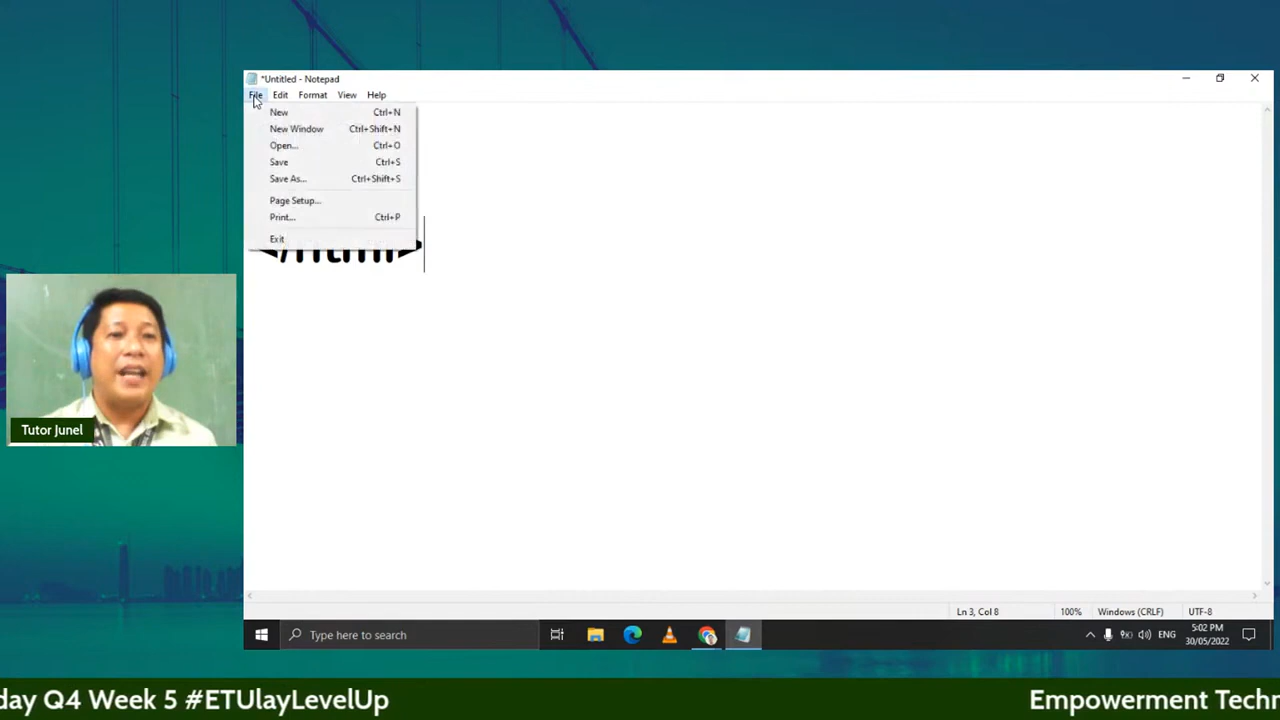 *Untitled - Notepad
File Edit Format View Help
New Ctrl+N
New Window Ctrl+Shift+N
Open... Ctrl+O
Save Ctrl+S
Save As... Ctrl+Shift+S
Page Setup...
Print... Ctrl+P
Exit
</html>
Tutor Junel
Ln 3, Col 8 100% Windows (CRLF) UTF-8
Type here to search
ENG
5:02 PM
30/05/2022
day Q4 Week 5 #ETUlayLevelUp
Empowerment Techn